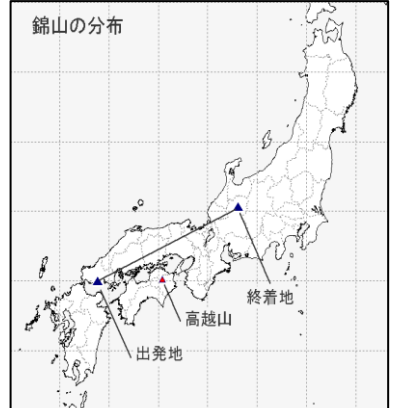 錦山の分布
終着地
高越山
出発地